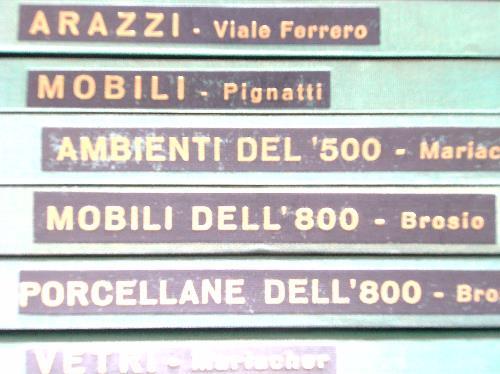 ARAZZI - Viale Ferrero
MOBILI - Pignatti
AMBIENTI DEL '500 - Mariac
MOBILI DELL'800 - Brosio
PORCELLANE DELL'800 - Bro
VETRI - Mariacher